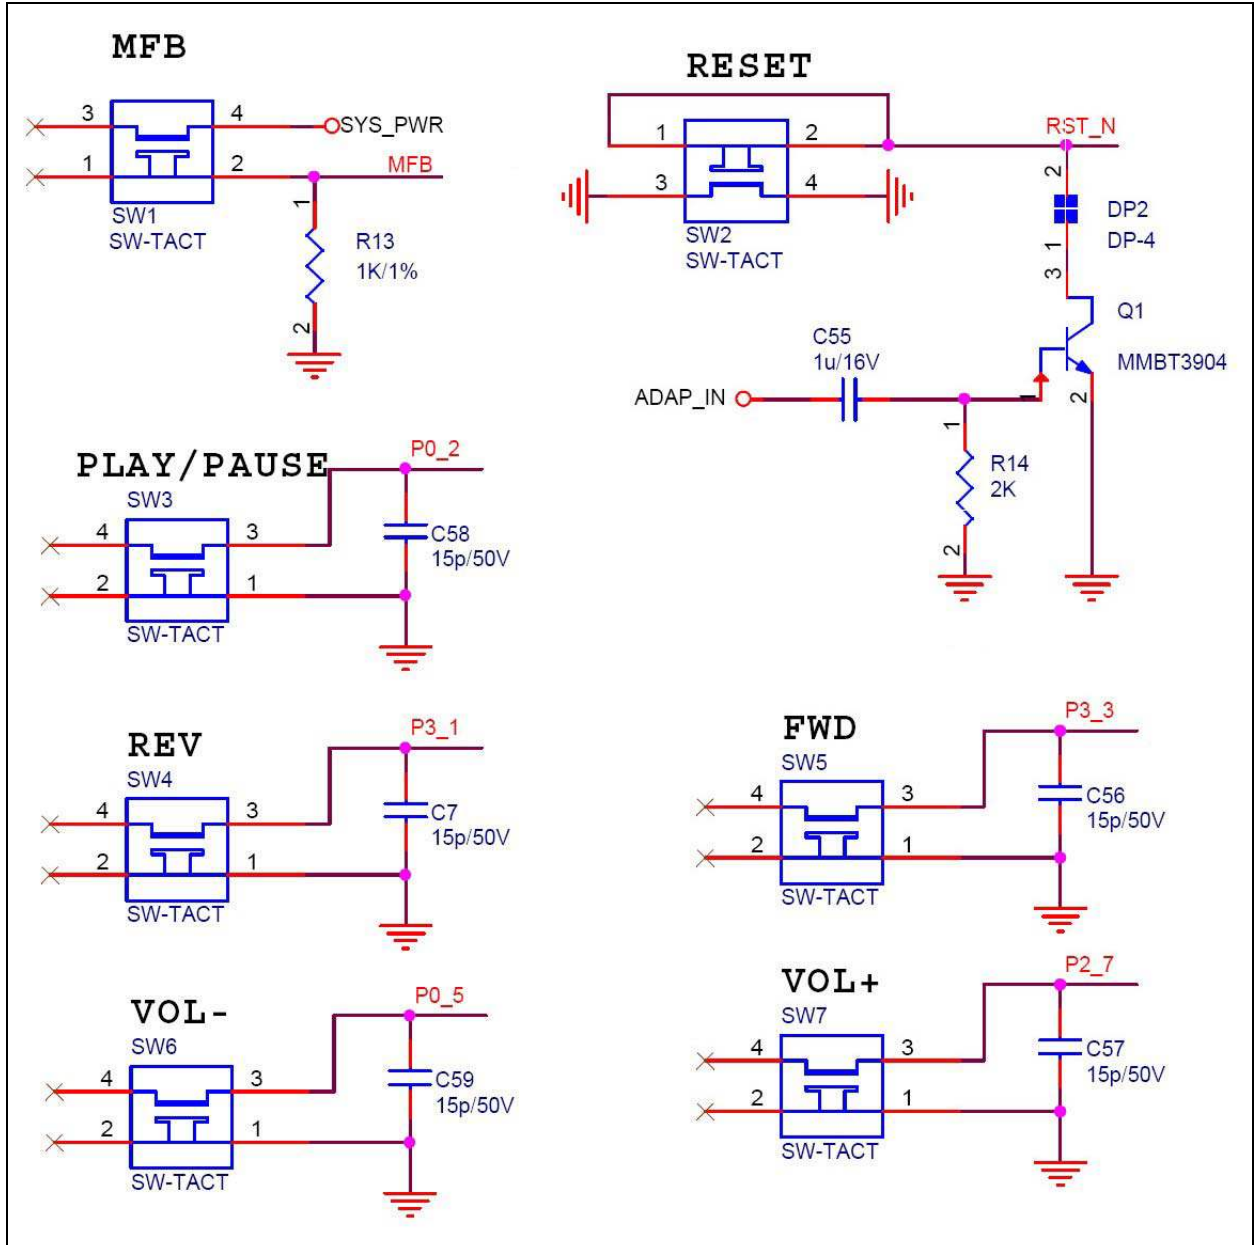 MFB
3
4
SYS_PWR
1
2
MFB
SW1
SW-TACT
1
R13
1K/1%
2
RESET
1
2
RST_N
3
4
SW2
SW-TACT
2
DP2
DP-4
1
3
Q1
MMBT3904
C55
1u/16V
ADAP_IN
1
2
1
R14
2K
2
PLAY/PAUSE
P0_2
SW3
4
3
C58
15p/50V
2
1
SW-TACT
REV
P3_1
SW4
4
3
C7
15p/50V
2
1
SW-TACT
FWD
P3_3
SW5
4
3
C56
15p/50V
2
1
SW-TACT
VOL-
P0_5
SW6
4
3
C59
15p/50V
2
1
SW-TACT
VOL+
P2_7
SW7
4
3
C57
15p/50V
2
1
SW-TACT